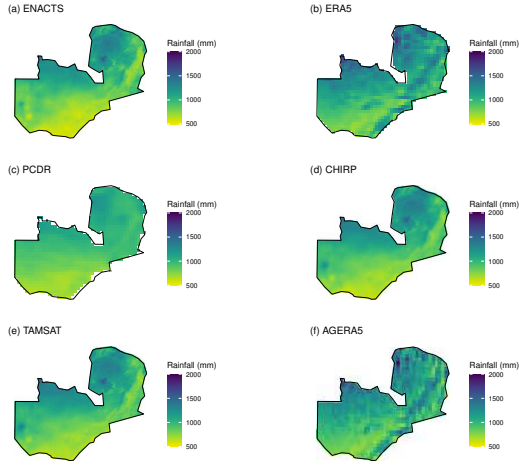 (a) ENACTS
Rainfall (mm)
2000
1500
1000
500
(b) ERA5
Rainfall (mm)
2000
1500
1000
500
(c) PCDR
Rainfall (mm)
2000
1500
1000
500
(d) CHIRP
Rainfall (mm)
2000
1500
1000
500
(e) TAMSAT
Rainfall (mm)
2000
1500
1000
500
(f) AGERA5
Rainfall (mm)
2000
1500
1000
500